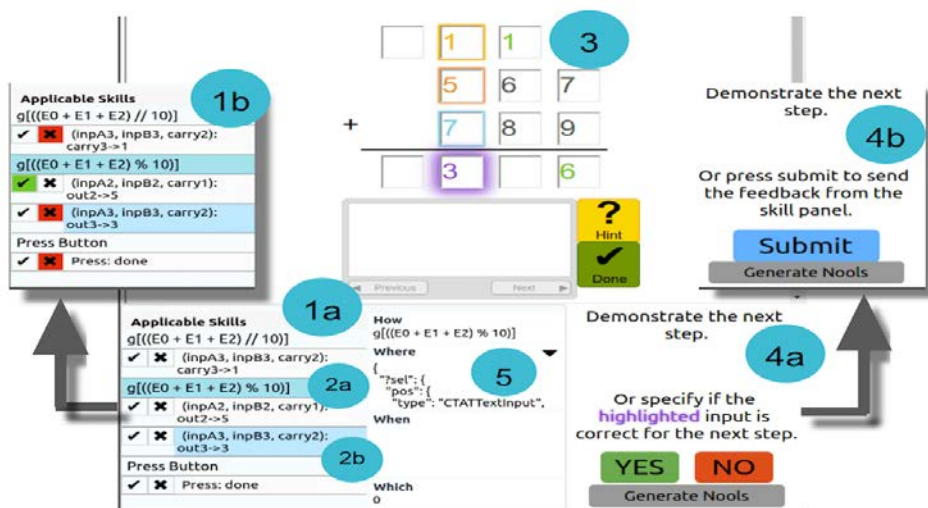 1b
Applicable Skills
g[((E0 + E1 + E2) // 10)]
✔ ✖ (inpA3, inpB3, carry2):
carry3->1
g[((E0 + E1 + E2) % 10)]
✔ ✖ (inpA2, inpB2, carry1):
out2->5
✔ ✖ (inpA3, inpB3, carry2):
out3->3
Press Button
✔ ✖ Press: done
1 1
3
5 6 7
+ 7 8 9
3 6
?
Hint
✔
Done
◀ Previous Next ▶
Demonstrate the next
step.
4b
Or press submit to send
the feedback from the
skill panel.
Submit
Generate Nools
1a
Applicable Skills
g[((E0 + E1 + E2) // 10)]
✔ ✖ (inpA3, inpB3, carry2):
carry3->1
2a
g[((E0 + E1 + E2) % 10)]
✔ ✖ (inpA2, inpB2, carry1):
out2->5
✔ ✖ (inpA3, inpB3, carry2):
out3->3
2b
Press Button
✔ ✖ Press: done
How
g[((E0 + E1 + E2) % 10)]
Where
{
"?sel": {
"pos": {
"type": "CTATTextInput",
5
When
Which
0
Demonstrate the next
step.
4a
Or specify if the
highlighted input is
correct for the next step.
YES NO
Generate Nools